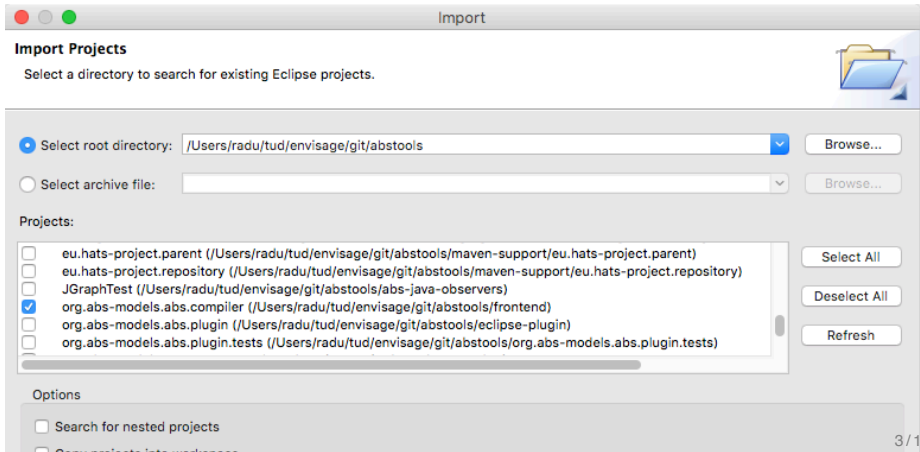 Import
Import Projects
Select a directory to search for existing Eclipse projects.
Select root directory: /Users/radu/tud/envisage/git/abstools Browse...
Select archive file: Browse...
Projects:
eu.hats-project.parent (/Users/radu/tud/envisage/git/abstools/maven-support/eu.hats-project.parent)
eu.hats-project.repository (/Users/radu/tud/envisage/git/abstools/maven-support/eu.hats-project.repository)
JGraphTest (/Users/radu/tud/envisage/git/abstools/abs-java-observers)
org.abs-models.abs.compiler (/Users/radu/tud/envisage/git/abstools/frontend)
org.abs-models.abs.plugin (/Users/radu/tud/envisage/git/abstools/eclipse-plugin)
org.abs-models.abs.plugin.tests (/Users/radu/tud/envisage/git/abstools/org.abs-models.abs.plugin.tests)
Select All
Deselect All
Refresh
Options
Search for nested projects
Copy projects into workspace
3/1